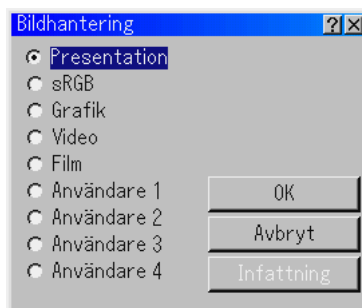 Bildhantering
Presentation
sRGB
Grafik
Video
Film
Användare 1
Användare 2
Användare 3
Användare 4
OK
Avbryt
Infattning